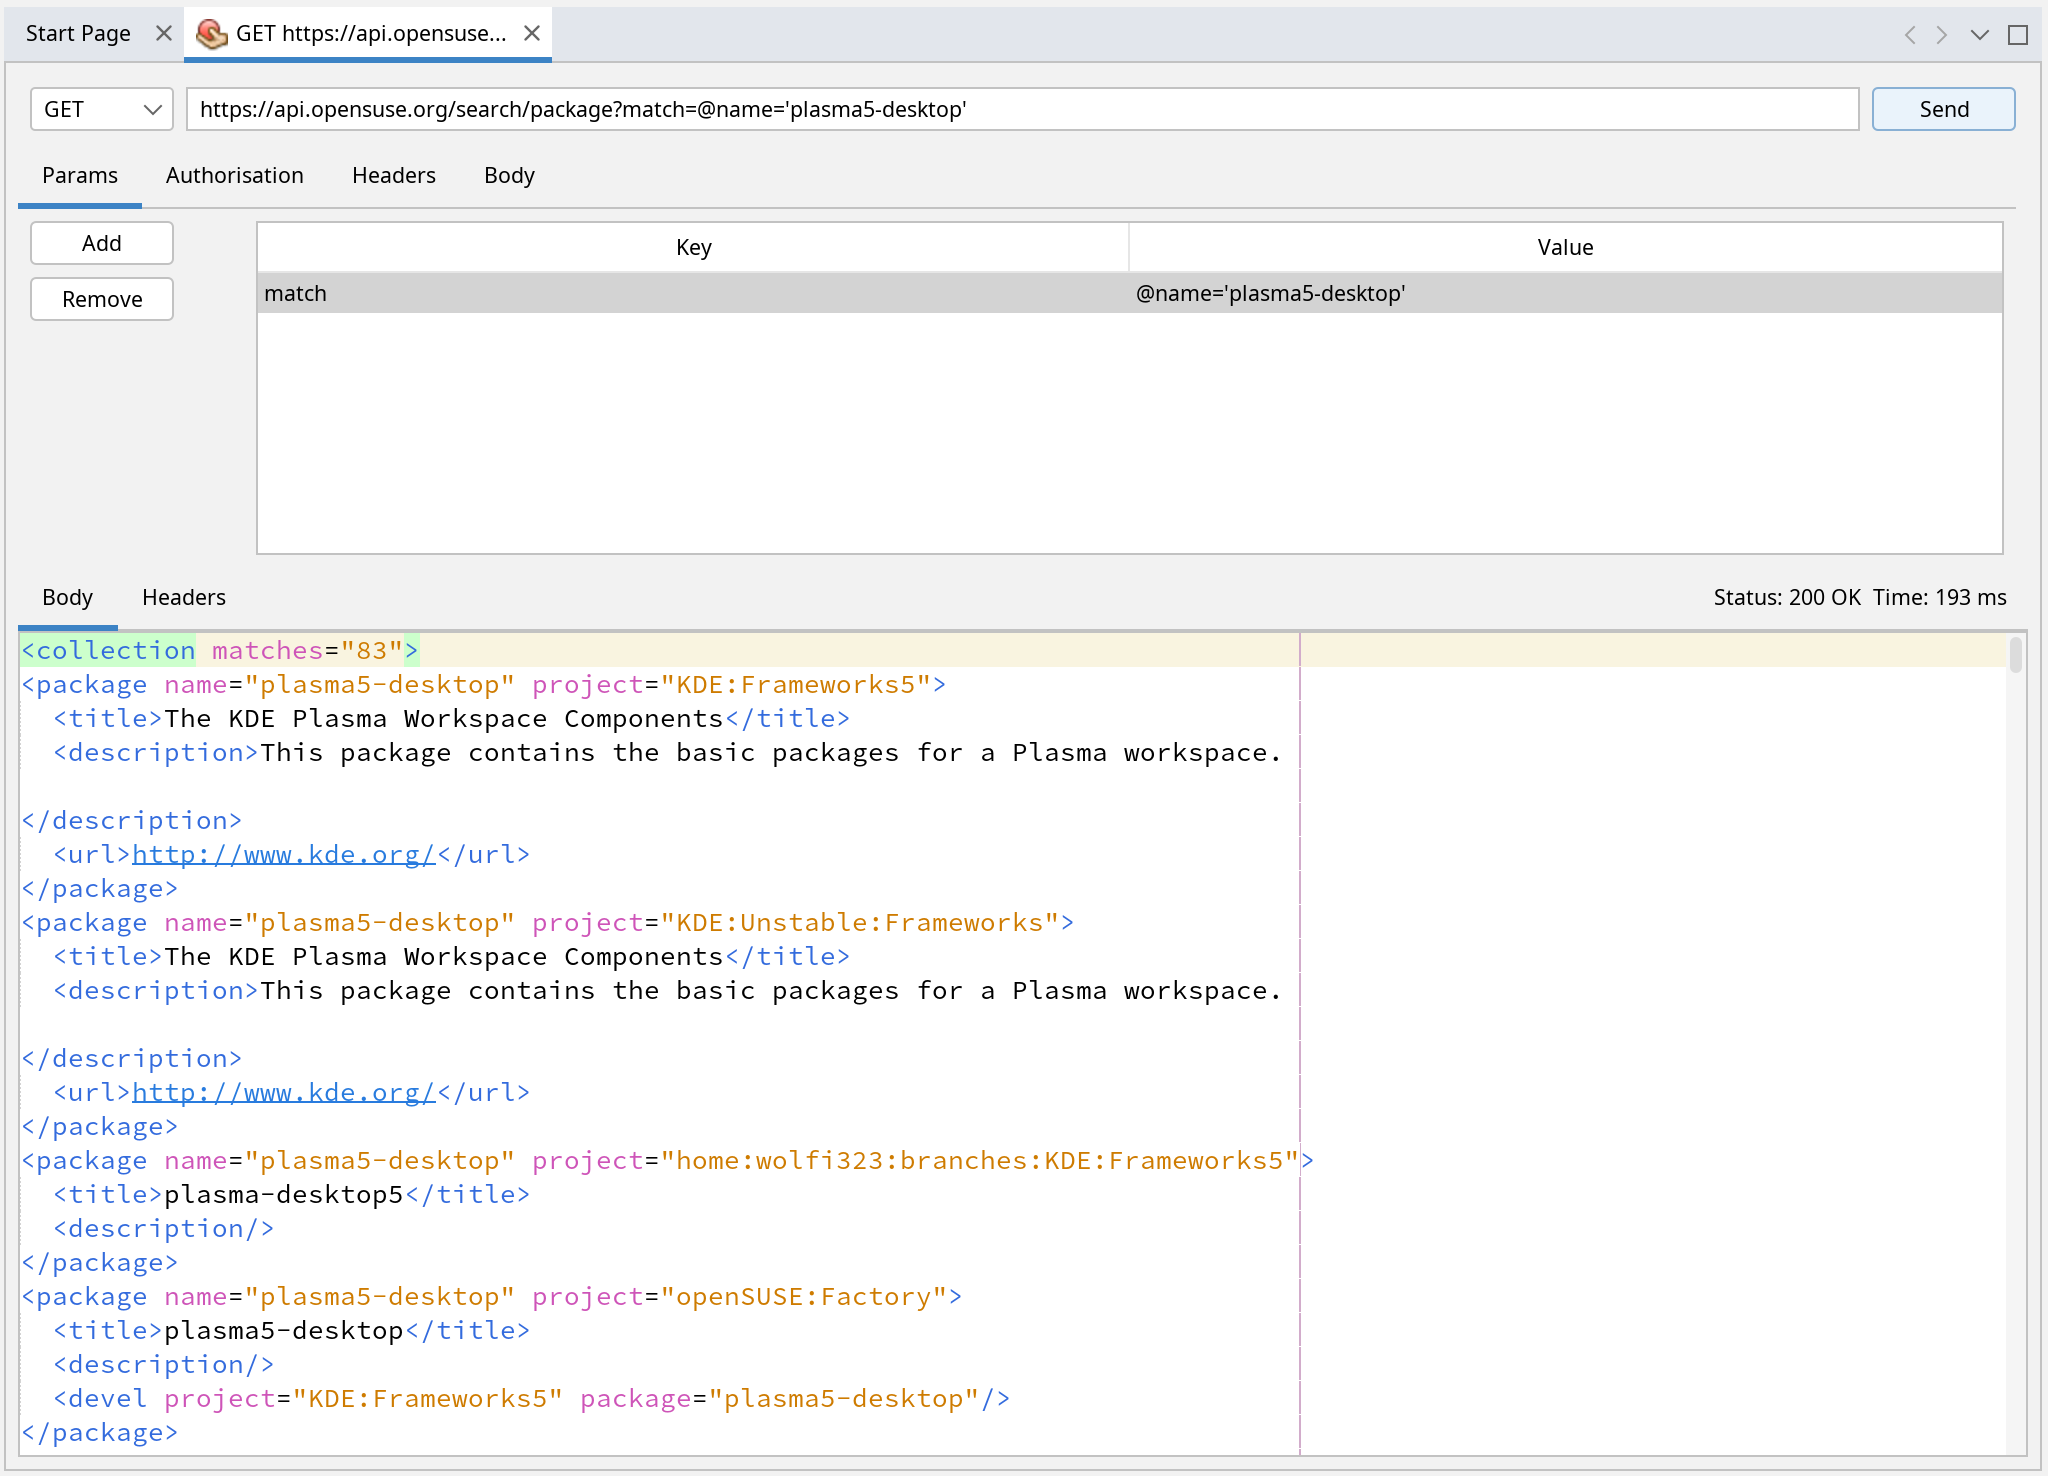 Start Page
GET https://api.opensuse...
GET
https://api.opensuse.org/search/package?match=@name='plasma5-desktop'
Send
Params Authorisation Headers Body
Add
Remove
Key Value
match @name='plasma5-desktop'
Body Headers Status: 200 OK Time: 193 ms
<collection matches="83">
<package name="plasma5-desktop" project="KDE:Frameworks5">
  <title>The KDE Plasma Workspace Components</title>
  <description>This package contains the basic packages for a Plasma workspace.
</description>
  <url>http://www.kde.org/</url>
</package>
<package name="plasma5-desktop" project="KDE:Unstable:Frameworks">
  <title>The KDE Plasma Workspace Components</title>
  <description>This package contains the basic packages for a Plasma workspace.
</description>
  <url>http://www.kde.org/</url>
</package>
<package name="plasma5-desktop" project="home:wolfi323:branches:KDE:Frameworks5">
  <title>plasma-desktop5</title>
  <description/>
</package>
<package name="plasma5-desktop" project="openSUSE:Factory">
  <title>plasma5-desktop</title>
  <description/>
  <devel project="KDE:Frameworks5" package="plasma5-desktop"/>
</package>